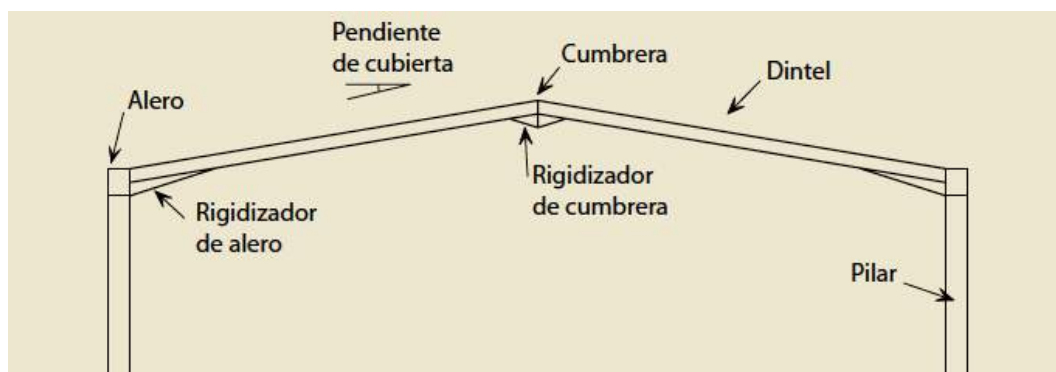 Pendiente
de cubierta
Cumbrera
Dintel
Alero
Rigidizador
de cumbrera
Rigidizador
de alero
Pilar